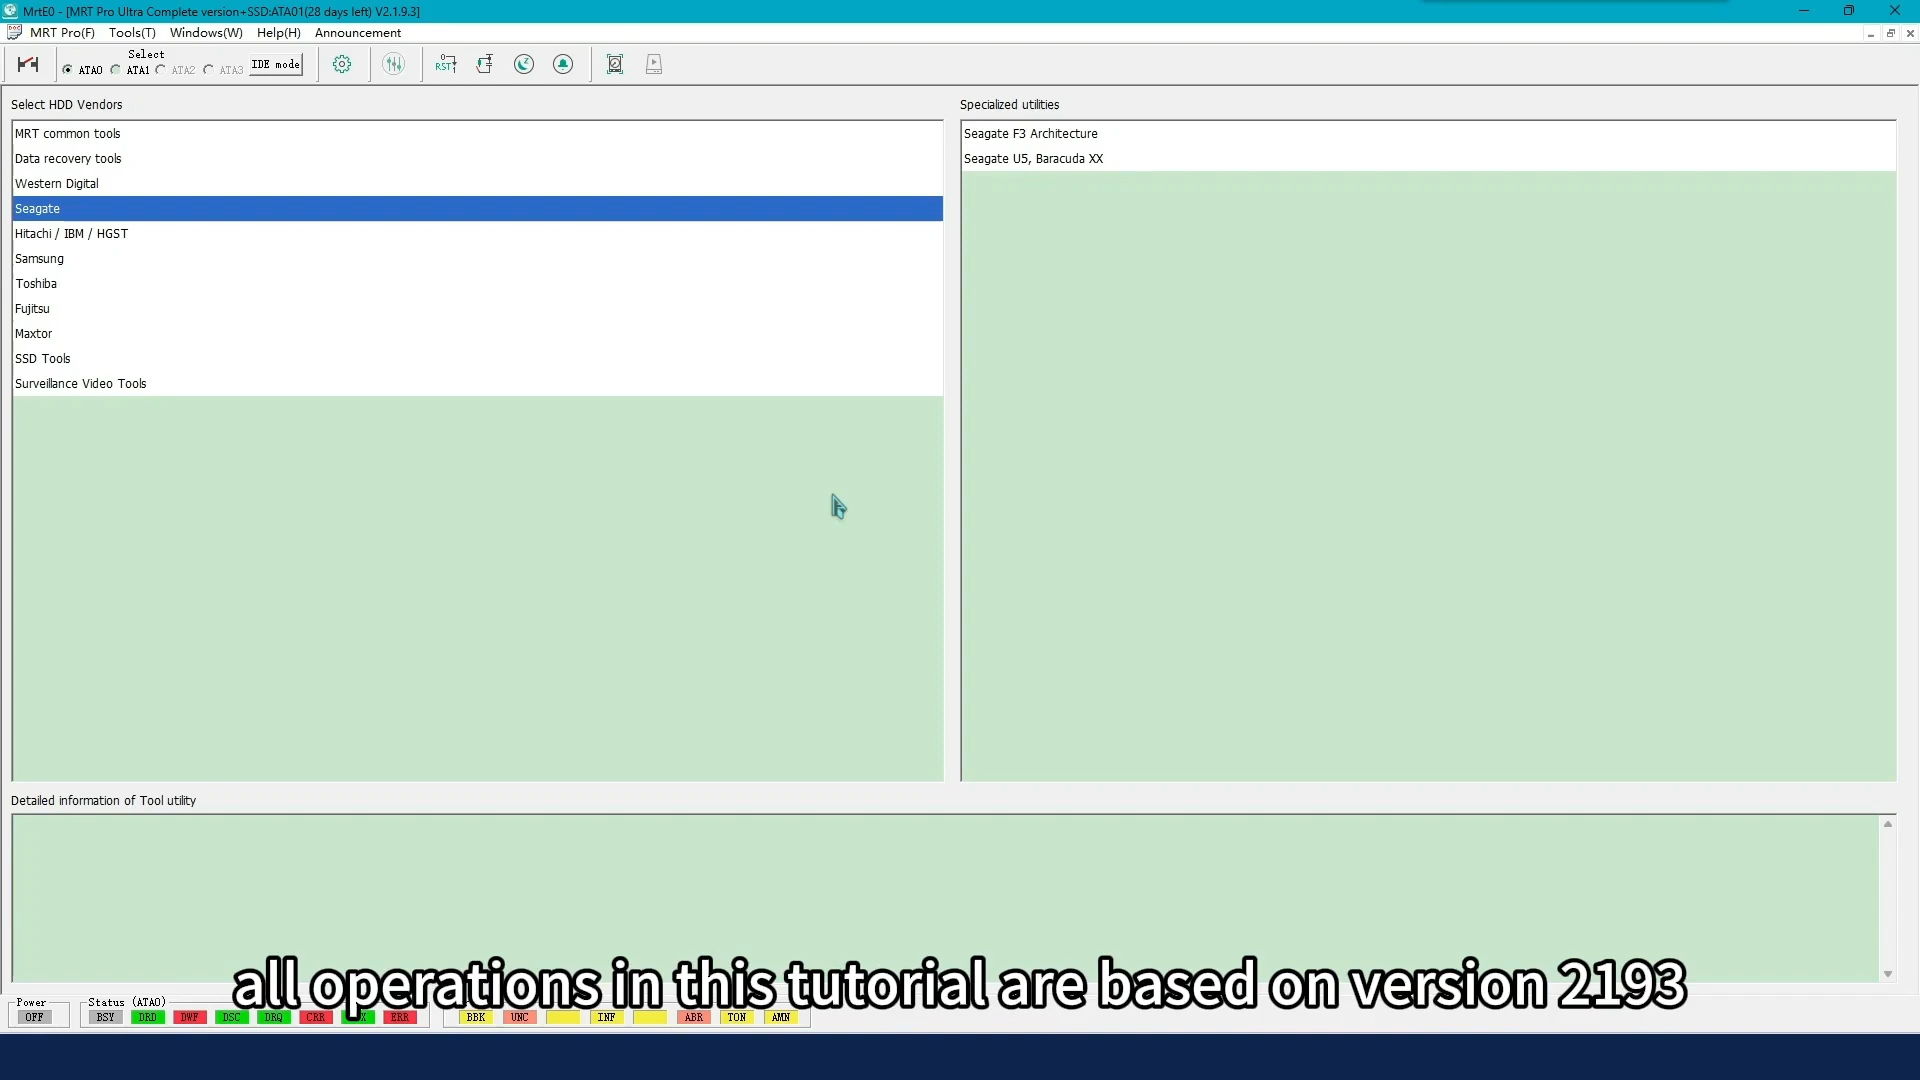 MrtE0 - [MRT Pro Ultra Complete version+SSD:ATA01(28 days left) V2.1.9.3]
MRT Pro(F) Tools(T) Windows(W) Help(H) Announcement
Select
ATA0 ATA1 ATA2 ATA3 IDE mode
RST
Select HDD Vendors
MRT common tools
Data recovery tools
Western Digital
Seagate
Hitachi / IBM / HGST
Samsung
Toshiba
Fujitsu
Maxtor
SSD Tools
Surveillance Video Tools
Specialized utilities
Seagate F3 Architecture
Seagate U5, Baracuda XX
Detailed information of Tool utility
all operations in this tutorial are based on version 2193
Power
OFF
Status (ATA0)
BSY DRD DWF DSC DRQ CRR ERR
BBK UNC INF ABR TON AMN